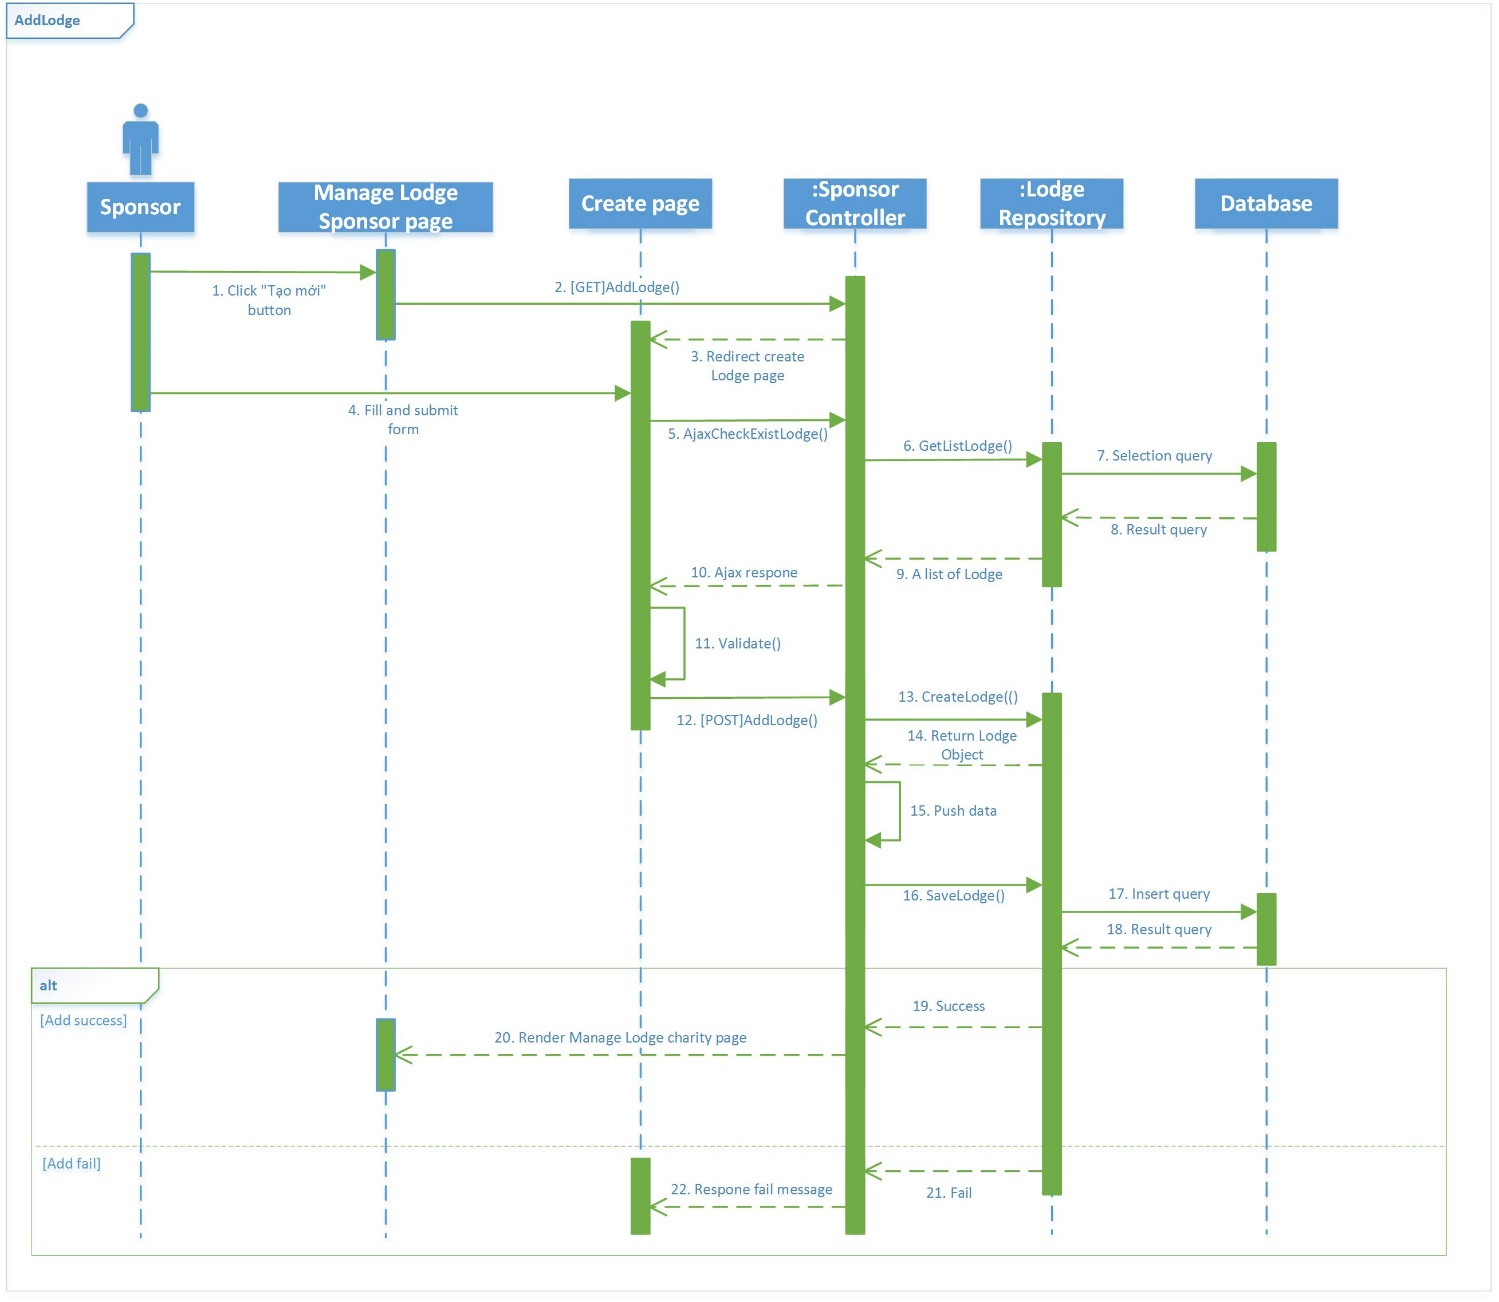 AddLodge
Sponsor
Manage Lodge
Sponsor page
Create page
:Sponsor
Controller
:Lodge
Repository
Database
1. Click "Tạo mới"
button
2. [GET]AddLodge()
3. Redirect create
Lodge page
4. Fill and submit
form
5. AjaxCheckExistLodge()
6. GetListLodge()
7. Selection query
8. Result query
9. A list of Lodge
10. Ajax respone
11. Validate()
12. [POST]AddLodge()
13. CreateLodge(()
14. Return Lodge
Object
15. Push data
16. SaveLodge()
17. Insert query
18. Result query
alt
[Add success]
19. Success
20. Render Manage Lodge charity page
[Add fail]
21. Fail
22. Respone fail message